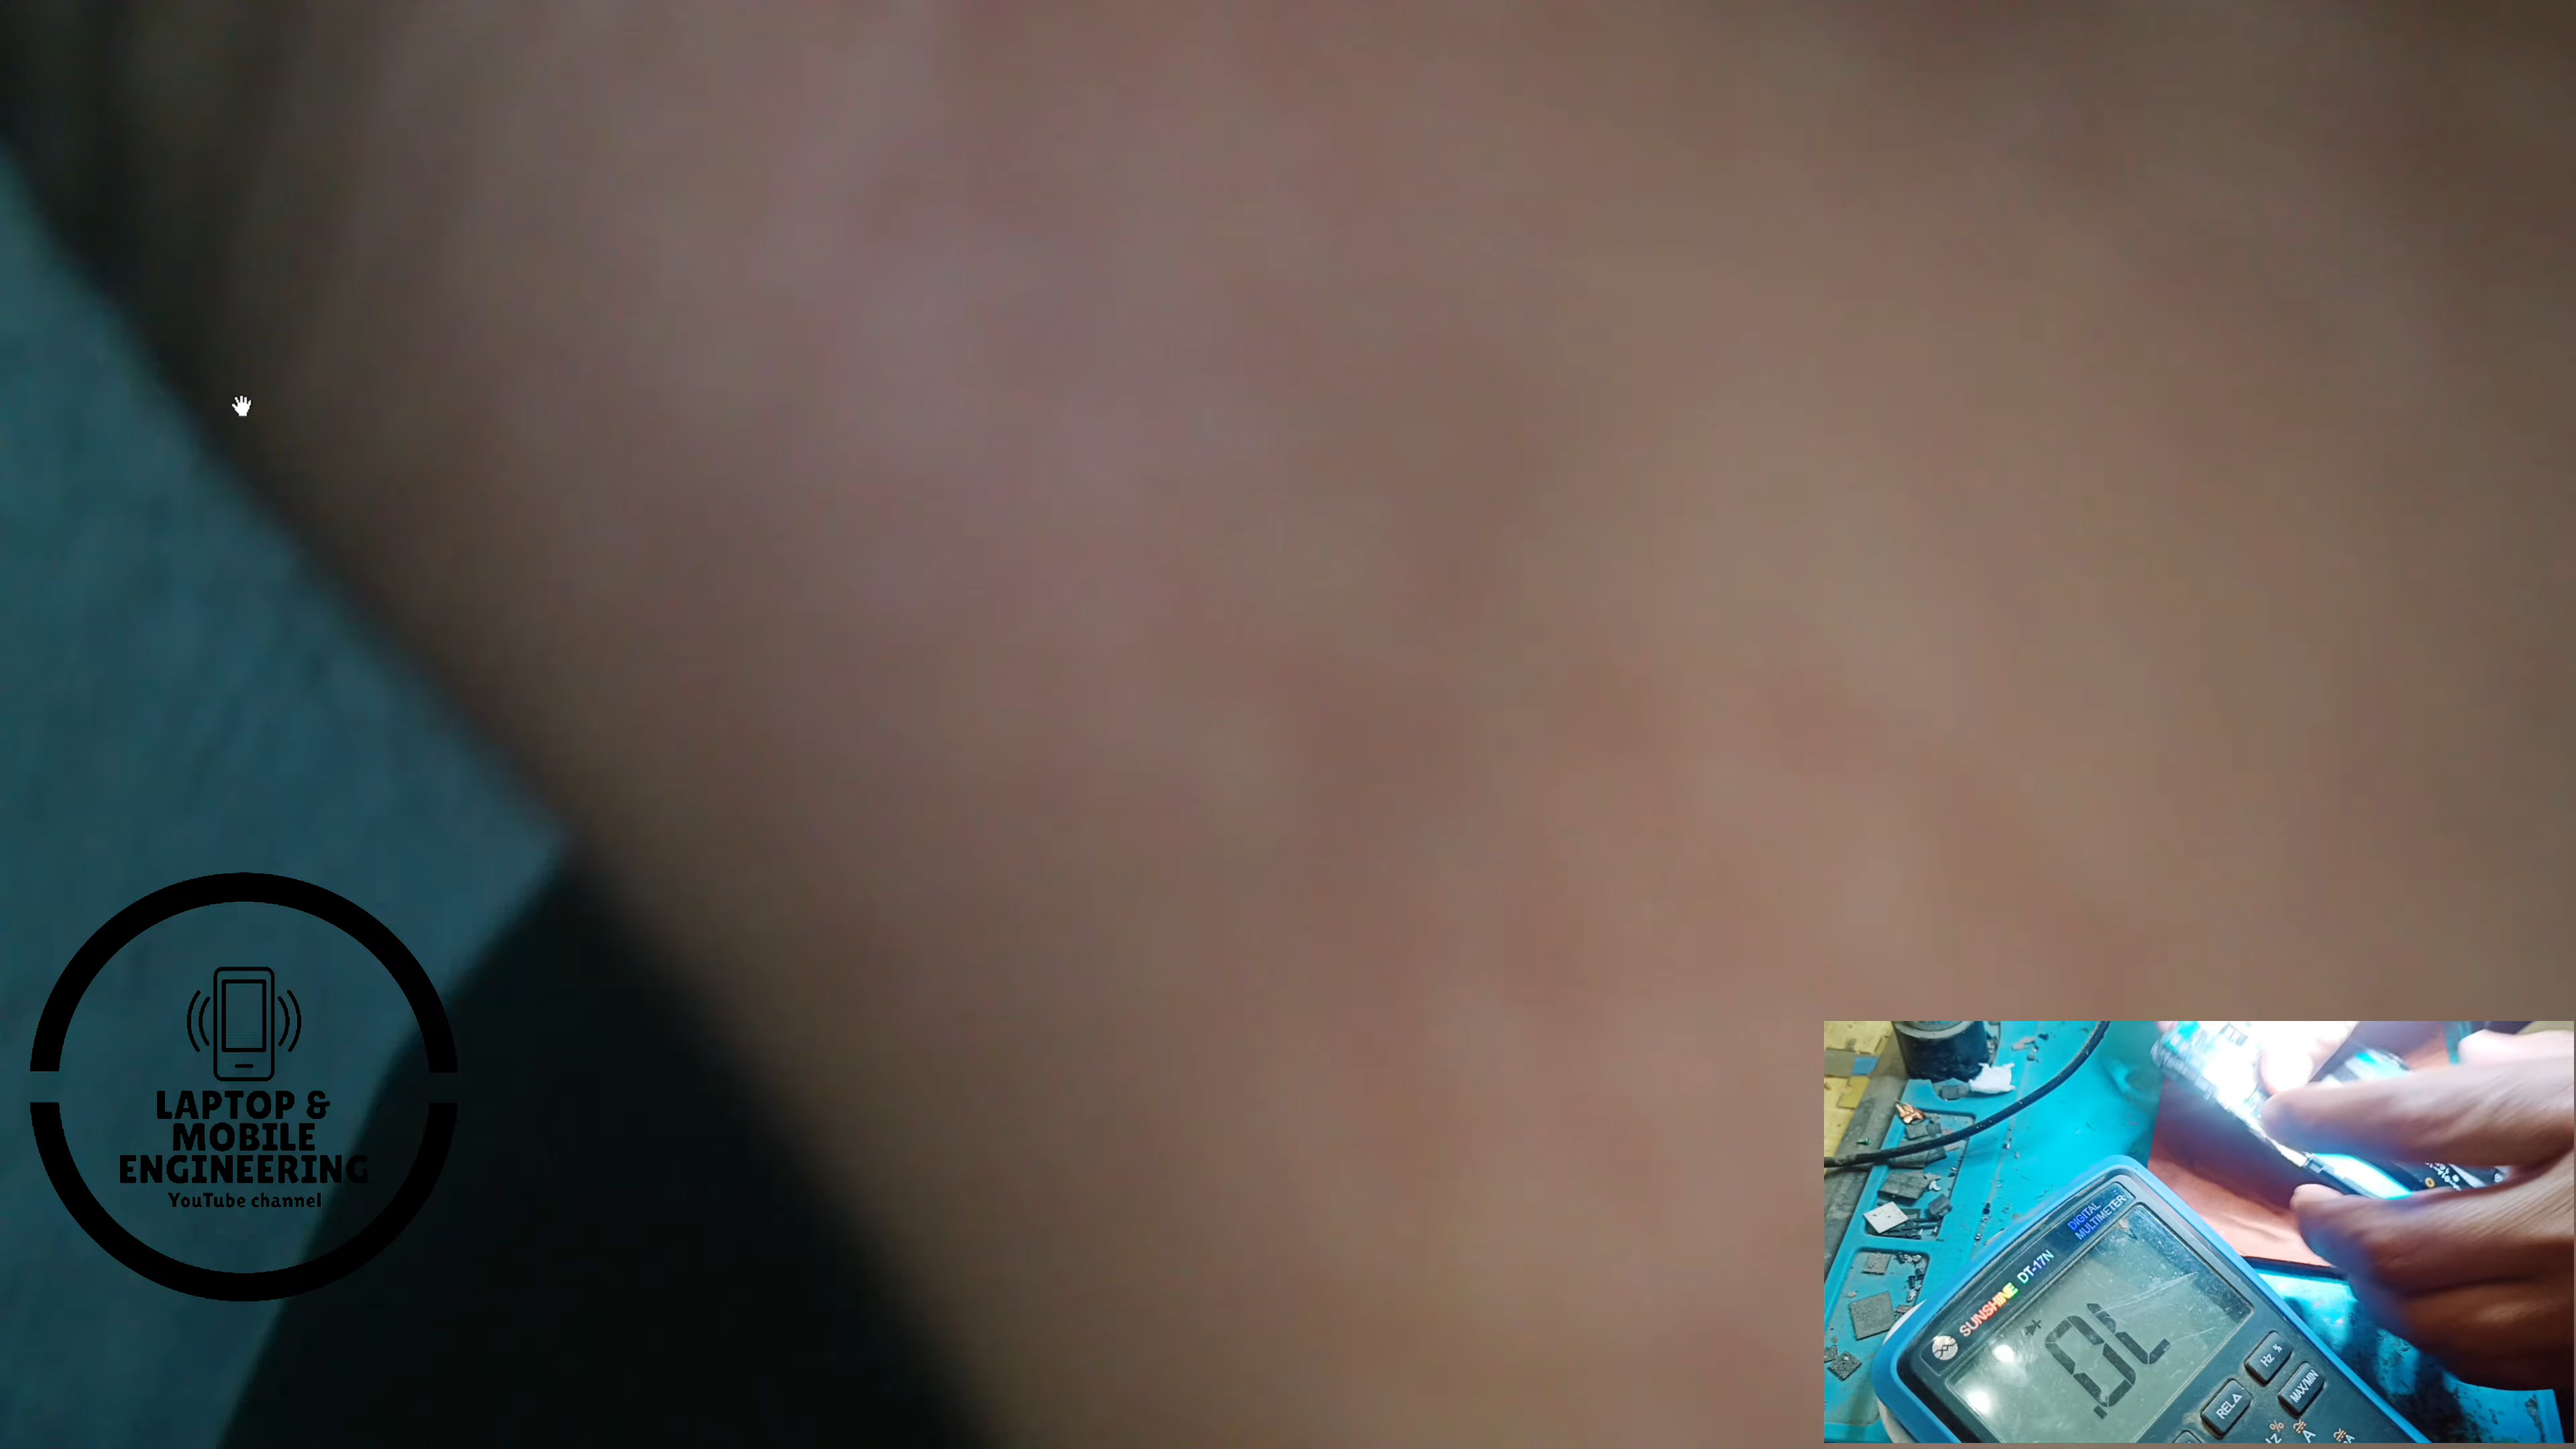 LAPTOP &
MOBILE
ENGINEERING
YouTube channel
DIGITAL
MULTIMETER
SUNSHINE DT-17N
.0L
Hz %
MAX/MIN
REL△